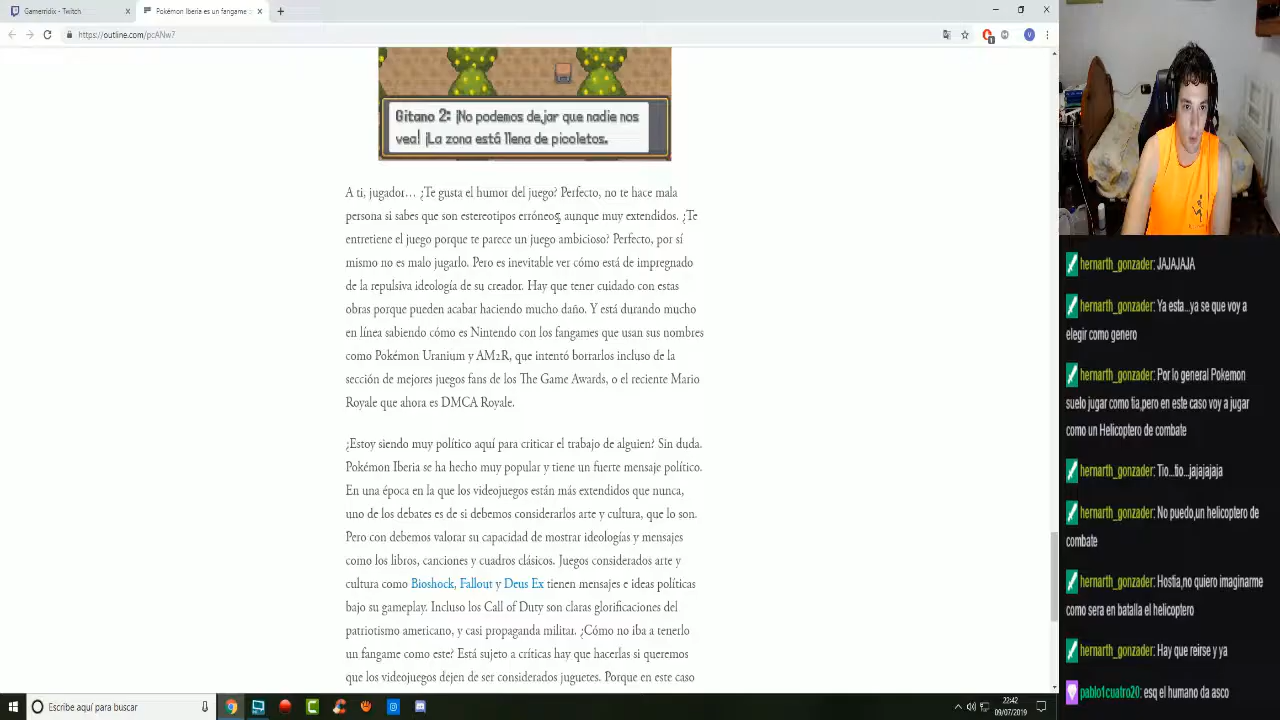 Gamerridix - Twitch
Pokémon Iberia es un fangame
https://outline.com/pcANw7
Gitano 2: ¡No podemos dejar que nadie nos
vea! ¡La zona está llena de picoletos.
A ti, jugador… ¿Te gusta el humor del juego? Perfecto, no te hace mala
persona si sabes que son estereotipos erróneos, aunque muy extendidos. ¿Te
entretiene el juego porque te parece un juego ambicioso? Perfecto, por sí
mismo no es malo jugarlo. Pero es inevitable ver cómo está de impregnado
de la repulsiva ideología de su creador. Hay que tener cuidado con estas
obras porque pueden acabar haciendo mucho daño. Y está durando mucho
en línea sabiendo cómo es Nintendo con los fangames que usan sus nombres
como Pokémon Uranium y AM2R, que intentó borrarlos incluso de la
sección de mejores juegos fans de los The Game Awards, o el reciente Mario
Royale que ahora es DMCA Royale.
¿Estoy siendo muy político aquí para criticar el trabajo de alguien? Sin duda.
Pokémon Iberia se ha hecho muy popular y tiene un fuerte mensaje político.
En una época en la que los videojuegos están más extendidos que nunca,
uno de los debates es de si debemos considerarlos arte y cultura, que lo son.
Pero con debemos valorar su capacidad de mostrar ideologías y mensajes
como los libros, canciones y cuadros clásicos. Juegos considerados arte y
cultura como Bioshock, Fallout y Deus Ex tienen mensajes e ideas políticas
bajo su gameplay. Incluso los Call of Duty son claras glorificaciones del
patriotismo americano, y casi propaganda militar. ¿Cómo no iba a tenerlo
un fangame como este? Está sujeto a críticas hay que hacerlas si queremos
que los videojuegos dejen de ser considerados juguetes. Porque en este caso
hernarth_gonzader: JAJAJAJA
hernarth_gonzader: Ya esta...ya se que voy a
elegir como genero
hernarth_gonzader: Por lo general Pokemon
suelo jugar como tia,pero en este caso voy a jugar
como un Helicoptero de combate
hernarth_gonzader: Tio...tio...jajajajaja
hernarth_gonzader: No puedo,un helicoptero de
combate
hernarth_gonzader: Hostia,no quiero imaginarme
como sera en batalla el helicoptero
hernarth_gonzader: Hay que reirse y ya
pablo1cuatro20: esq el humano da asco
Escribe aquí para buscar
22:42
09/07/2019